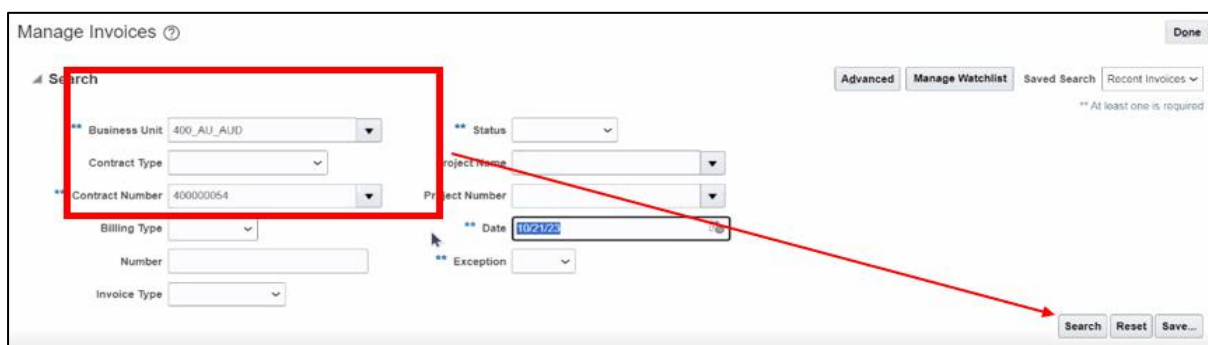 Manage Invoices
Done
Search
Advanced Manage Watchlist Saved Search Recent Invoices
** At least one is required
** Business Unit 400_AU_AUD ** Status
Contract Type Project Name
** Contract Number 400000054 Project Number
Billing Type ** Date 10/21/23
Number ** Exception
Invoice Type
Search Reset Save...